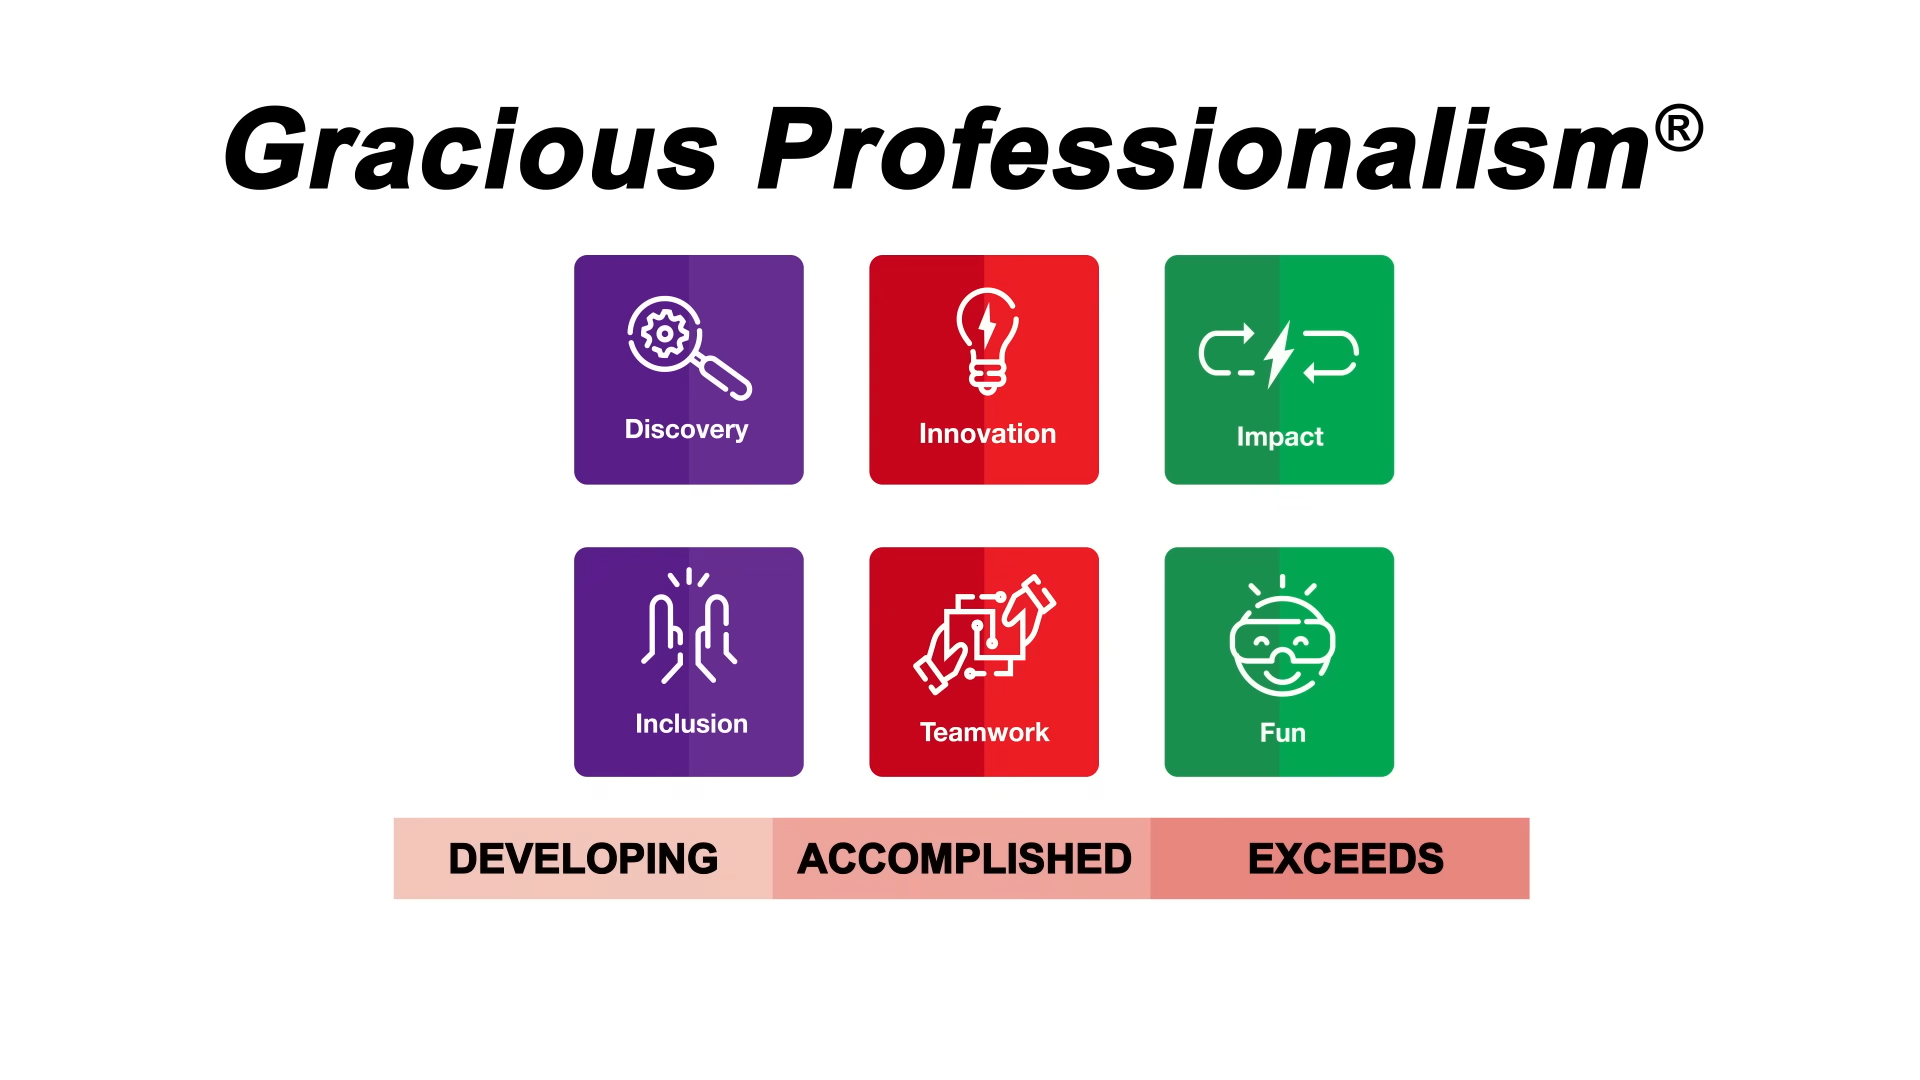 Gracious Professionalism®
Discovery
Innovation
Impact
Inclusion
Teamwork
Fun
DEVELOPING
ACCOMPLISHED
EXCEEDS